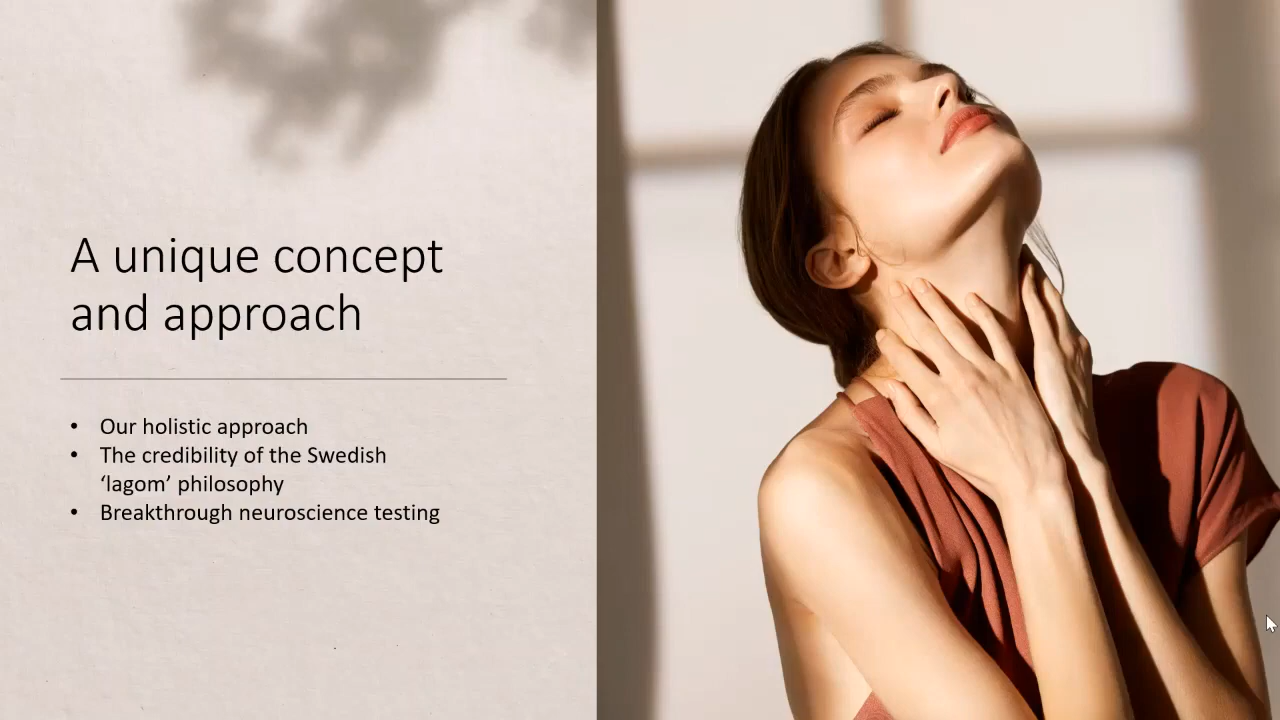 A unique concept
and approach
• Our holistic approach
• The credibility of the Swedish
‘lagom’ philosophy
• Breakthrough neuroscience testing